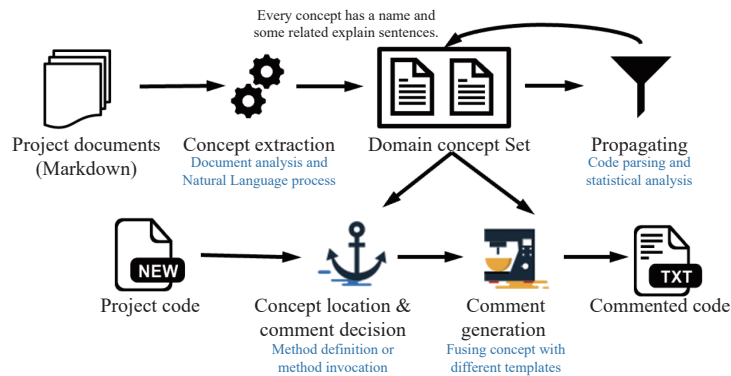 Every concept has a name and
some related explain sentences.
Project documents
(Markdown)
Concept extraction
Document analysis and
Natural Language process
Domain concept Set
Propagating
Code parsing and
statistical analysis
NEW
Project code
Concept location &
comment decision
Method definition or
method invocation
Comment
generation
Fusing concept with
different templates
TXT
Commented code